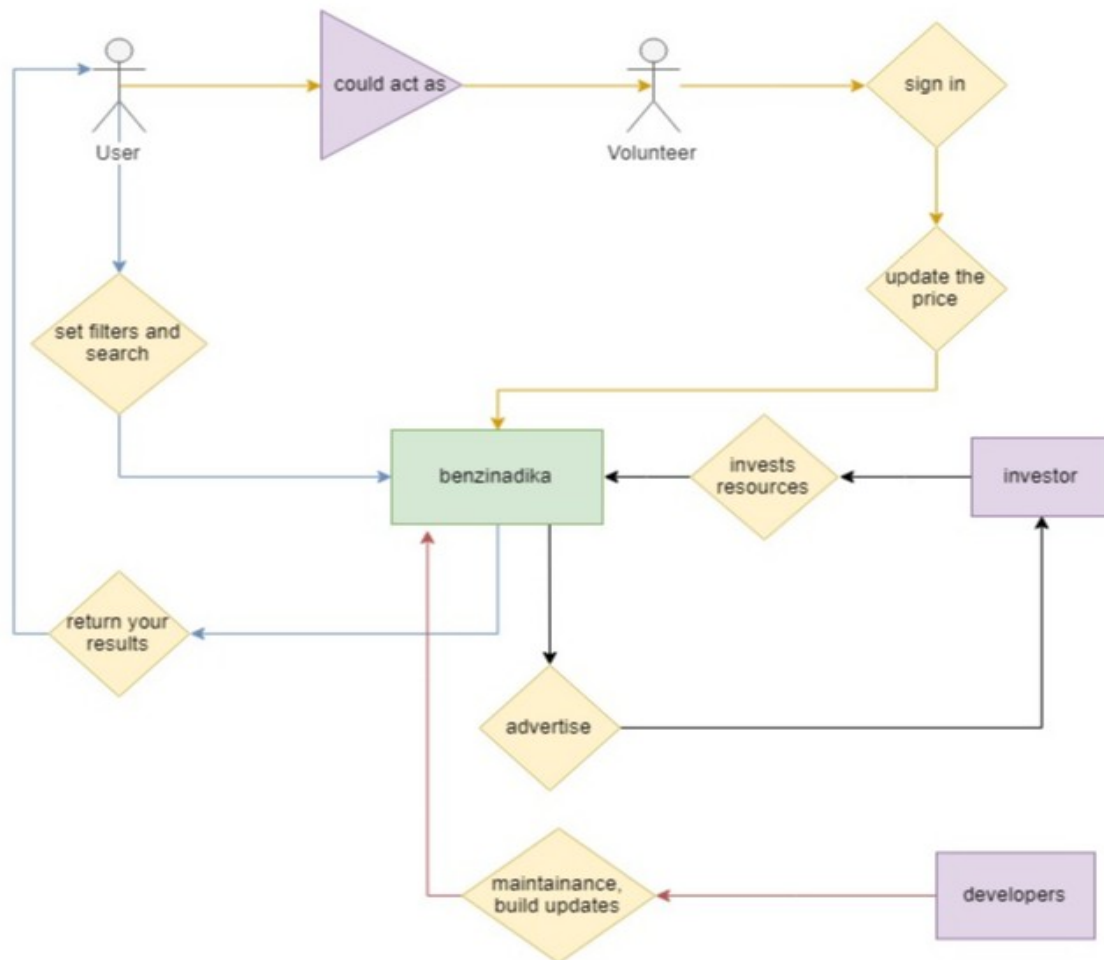 could act as
sign in
User
Volunteer
update the
price
set filters and
search
benzinadika
invests
resources
investor
return your
results
advertise
maintainance,
build updates
developers